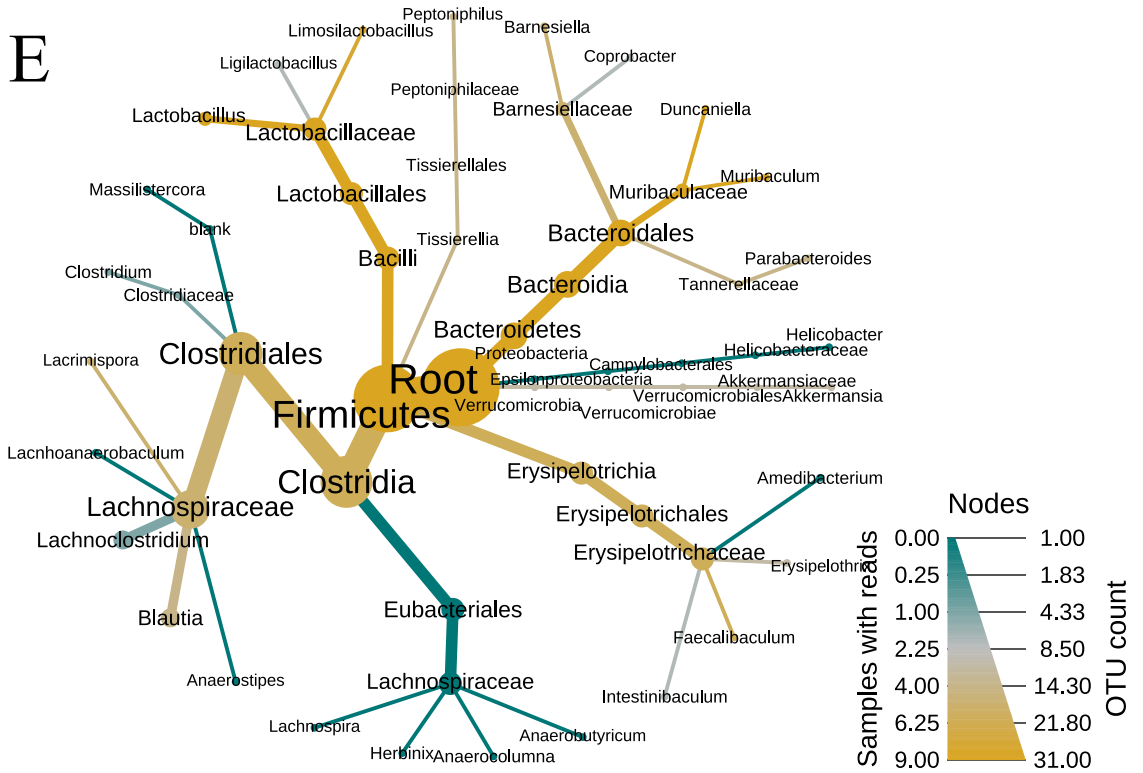 E
Peptoniphilus
Limosilactobacillus
Barnesiella
Ligilactobacillus
Coprobacter
Peptoniphilaceae
Lactobacillus
Barnesiellaceae
Duncaniella
Lactobacillaceae
Tissierellales
Muribaculum
Massilistercora
Lactobacillales
Muribaculaceae
blank
Tissierellia
Bacteroidales
Bacilli
Clostridium
Parabacteroides
Clostridiaceae
Bacteroidia
Tannerellaceae
Bacteroidetes
Helicobacter
Clostridiales
Proteobacteria
Helicobacteraceae
Lacrimispora
Campylobacterales
Root
Epsilonproteobacteria
Akkermansiaceae
Verrucomicrobiales
Akkermansia
Firmicutes
Verrucomicrobia
Verrucomicrobiae
Lacnhoanaerobaculum
Erysipelotrichia
Amedibacterium
Clostridia
Lachnospiraceae
Erysipelotrichales
Lachnoclostridium
Erysipelotrichaceae
Blautia
Eubacteriales
Faecalibaculum
Anaerostipes
Lachnospiraceae
Intestinibaculum
Lachnospira
Anaerobutyricum
Herbinix
Anaerocolumna
Nodes
Samples with reads
OTU count
0.00 1.00
0.25 1.83
1.00 4.33
2.25 8.50
4.00 14.30
6.25 21.80
9.00 31.00